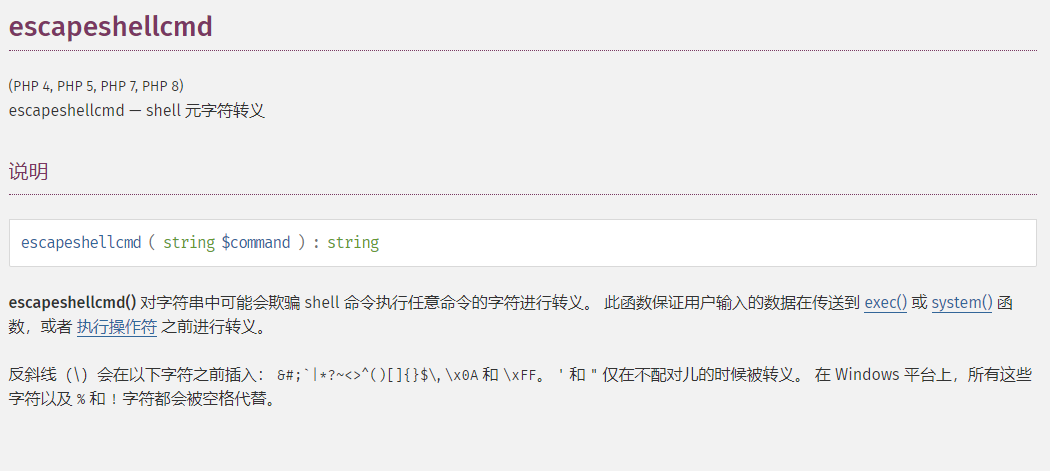 escapeshellcmd
(PHP 4, PHP 5, PHP 7, PHP 8)
escapeshellcmd — shell 元字符转义
说明
escapeshellcmd ( string $command ) : string
escapeshellcmd() 对字符串中可能会欺骗 shell 命令执行任意命令的字符进行转义。 此函数保证用户输入的数据在传送到 exec() 或 system() 函
数，或者 执行操作符 之前进行转义。
反斜线（\）会在以下字符之前插入： &#;`|*?~<>^()[]{}$\, \x0A 和 \xFF。 ' 和 " 仅在不配对儿的时候被转义。 在 Windows 平台上，所有这些
字符以及 % 和 ! 字符都会被空格代替。